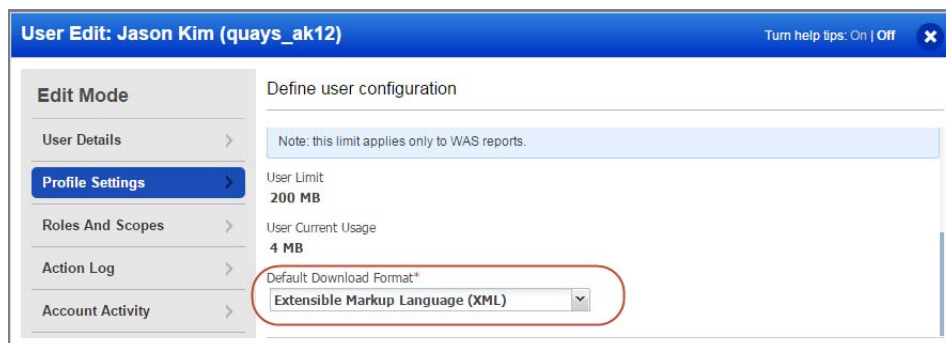 User Edit: Jason Kim (quays_ak12)
Turn help tips: On | Off
Edit Mode
User Details
Profile Settings
Roles And Scopes
Action Log
Account Activity
Define user configuration
Note: this limit applies only to WAS reports.
User Limit
200 MB
User Current Usage
4 MB
Default Download Format*
Extensible Markup Language (XML)